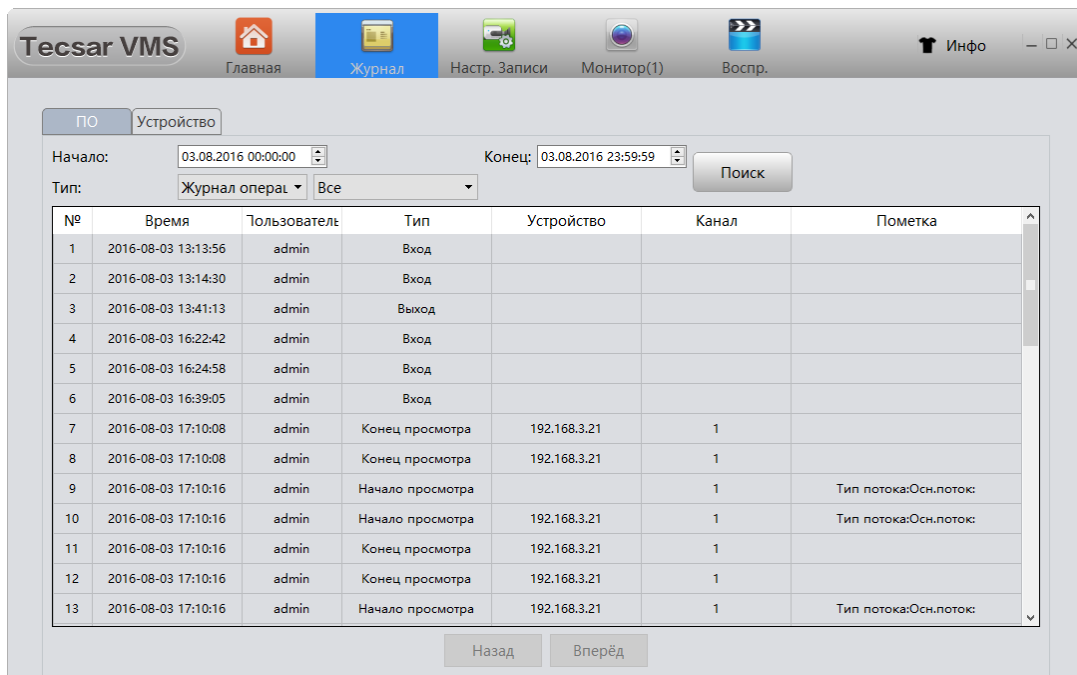 Tecsar VMS
Главная
Журнал
Настр. Записи
Монитор(1)
Воспр.
Инфо
ПО
Устройство
Начало: 03.08.2016 00:00:00 Конец: 03.08.2016 23:59:59 Поиск
Тип: Журнал операц Все
№ Время Пользователь Тип Устройство Канал Пометка
1 2016-08-03 13:13:56 admin Вход
2 2016-08-03 13:14:30 admin Вход
3 2016-08-03 13:41:13 admin Выход
4 2016-08-03 16:22:42 admin Вход
5 2016-08-03 16:24:58 admin Вход
6 2016-08-03 16:39:05 admin Вход
7 2016-08-03 17:10:08 admin Конец просмотра 192.168.3.21 1
8 2016-08-03 17:10:08 admin Конец просмотра 192.168.3.21 1
9 2016-08-03 17:10:16 admin Начало просмотра 1 Тип потока:Осн.поток:
10 2016-08-03 17:10:16 admin Начало просмотра 192.168.3.21 1 Тип потока:Осн.поток:
11 2016-08-03 17:10:16 admin Конец просмотра 192.168.3.21 1
12 2016-08-03 17:10:16 admin Конец просмотра 192.168.3.21 1
13 2016-08-03 17:10:16 admin Начало просмотра 192.168.3.21 1 Тип потока:Осн.поток:
Назад Вперёд